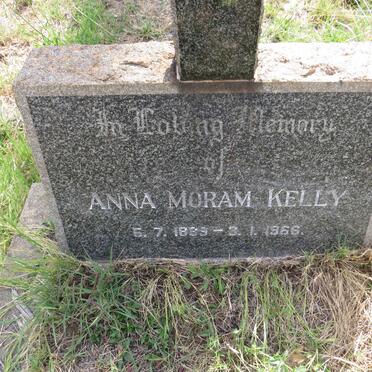 In Loving Memory
of
ANNA MORAM KELLY
6. 7. 1889 – 3. 1. 1966